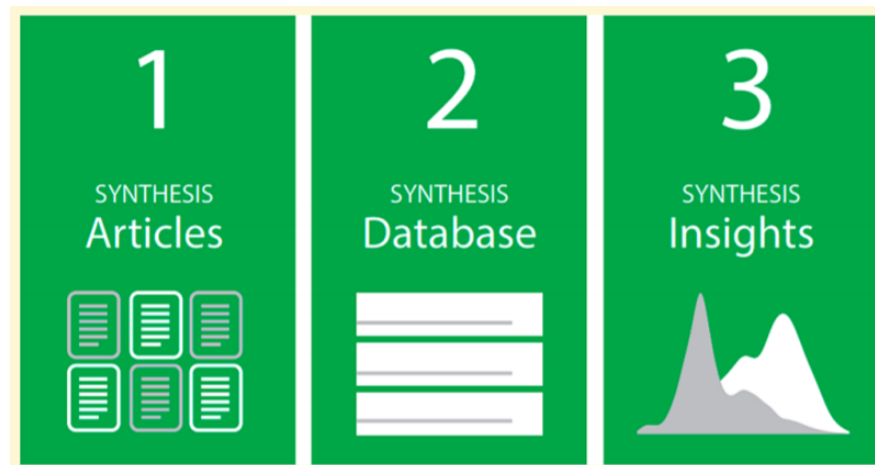 1
SYNTHESIS
Articles
2
SYNTHESIS
Database
3
SYNTHESIS
Insights